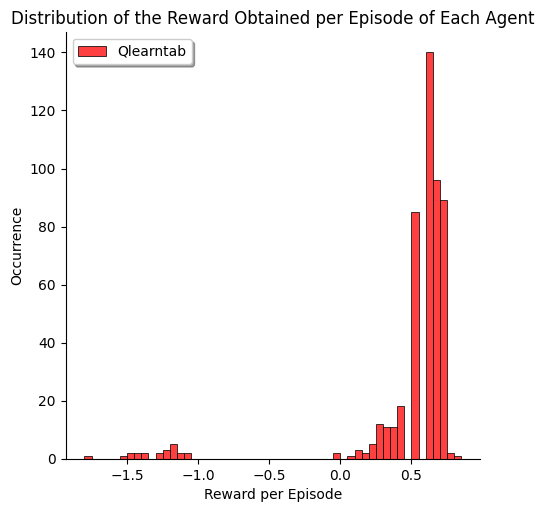 Distribution of the Reward Obtained per Episode of Each Agent
Qlearntab
140
120
100
80
60
40
20
0
Occurrence
−1.5 −1.0 −0.5 0.0 0.5
Reward per Episode